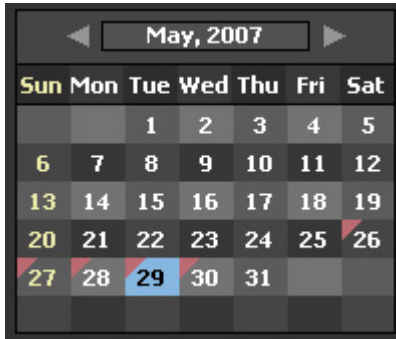 May, 2007
Sun Mon Tue Wed Thu Fri Sat
1 2 3 4 5
6 7 8 9 10 11 12
13 14 15 16 17 18 19
20 21 22 23 24 25 26
27 28 29 30 31